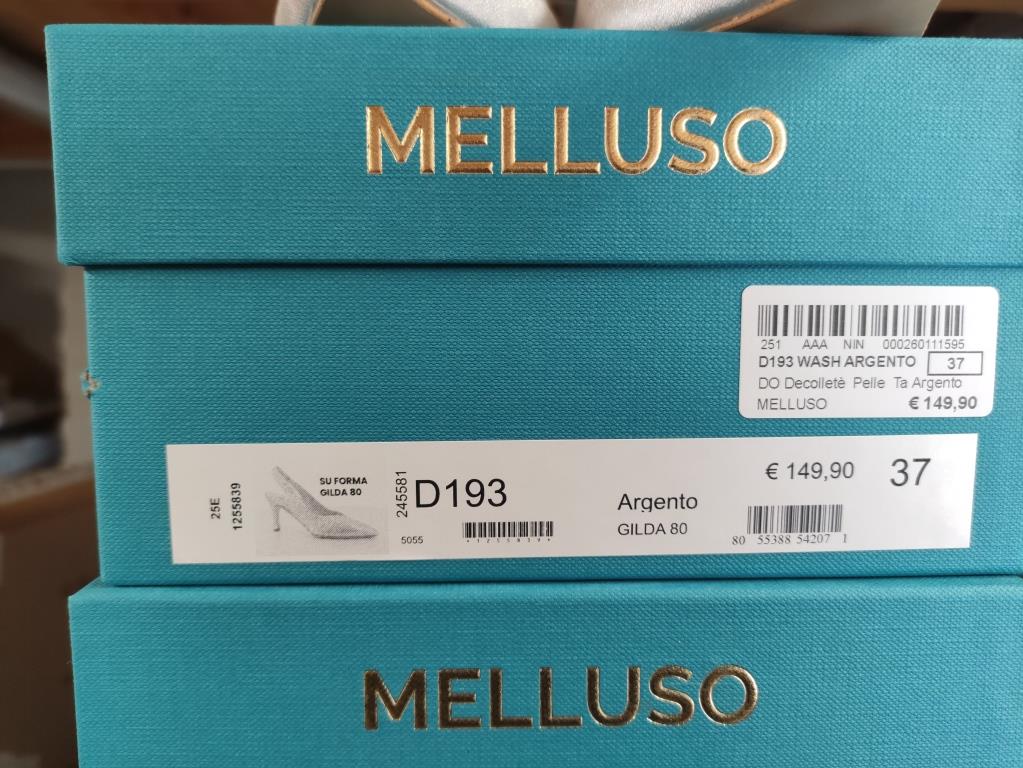 MELLUSO
251 AAA NIN 000260111595
D193 WASH ARGENTO 37
DO Decolletè Pelle Ta Argento
MELLUSO € 149,90
25E
1255839
SU FORMA
GILDA 80
245581
D193
5055
*1255839*
Argento
GILDA 80
€ 149,90
37
80 55388 54207 1
MELLUSO